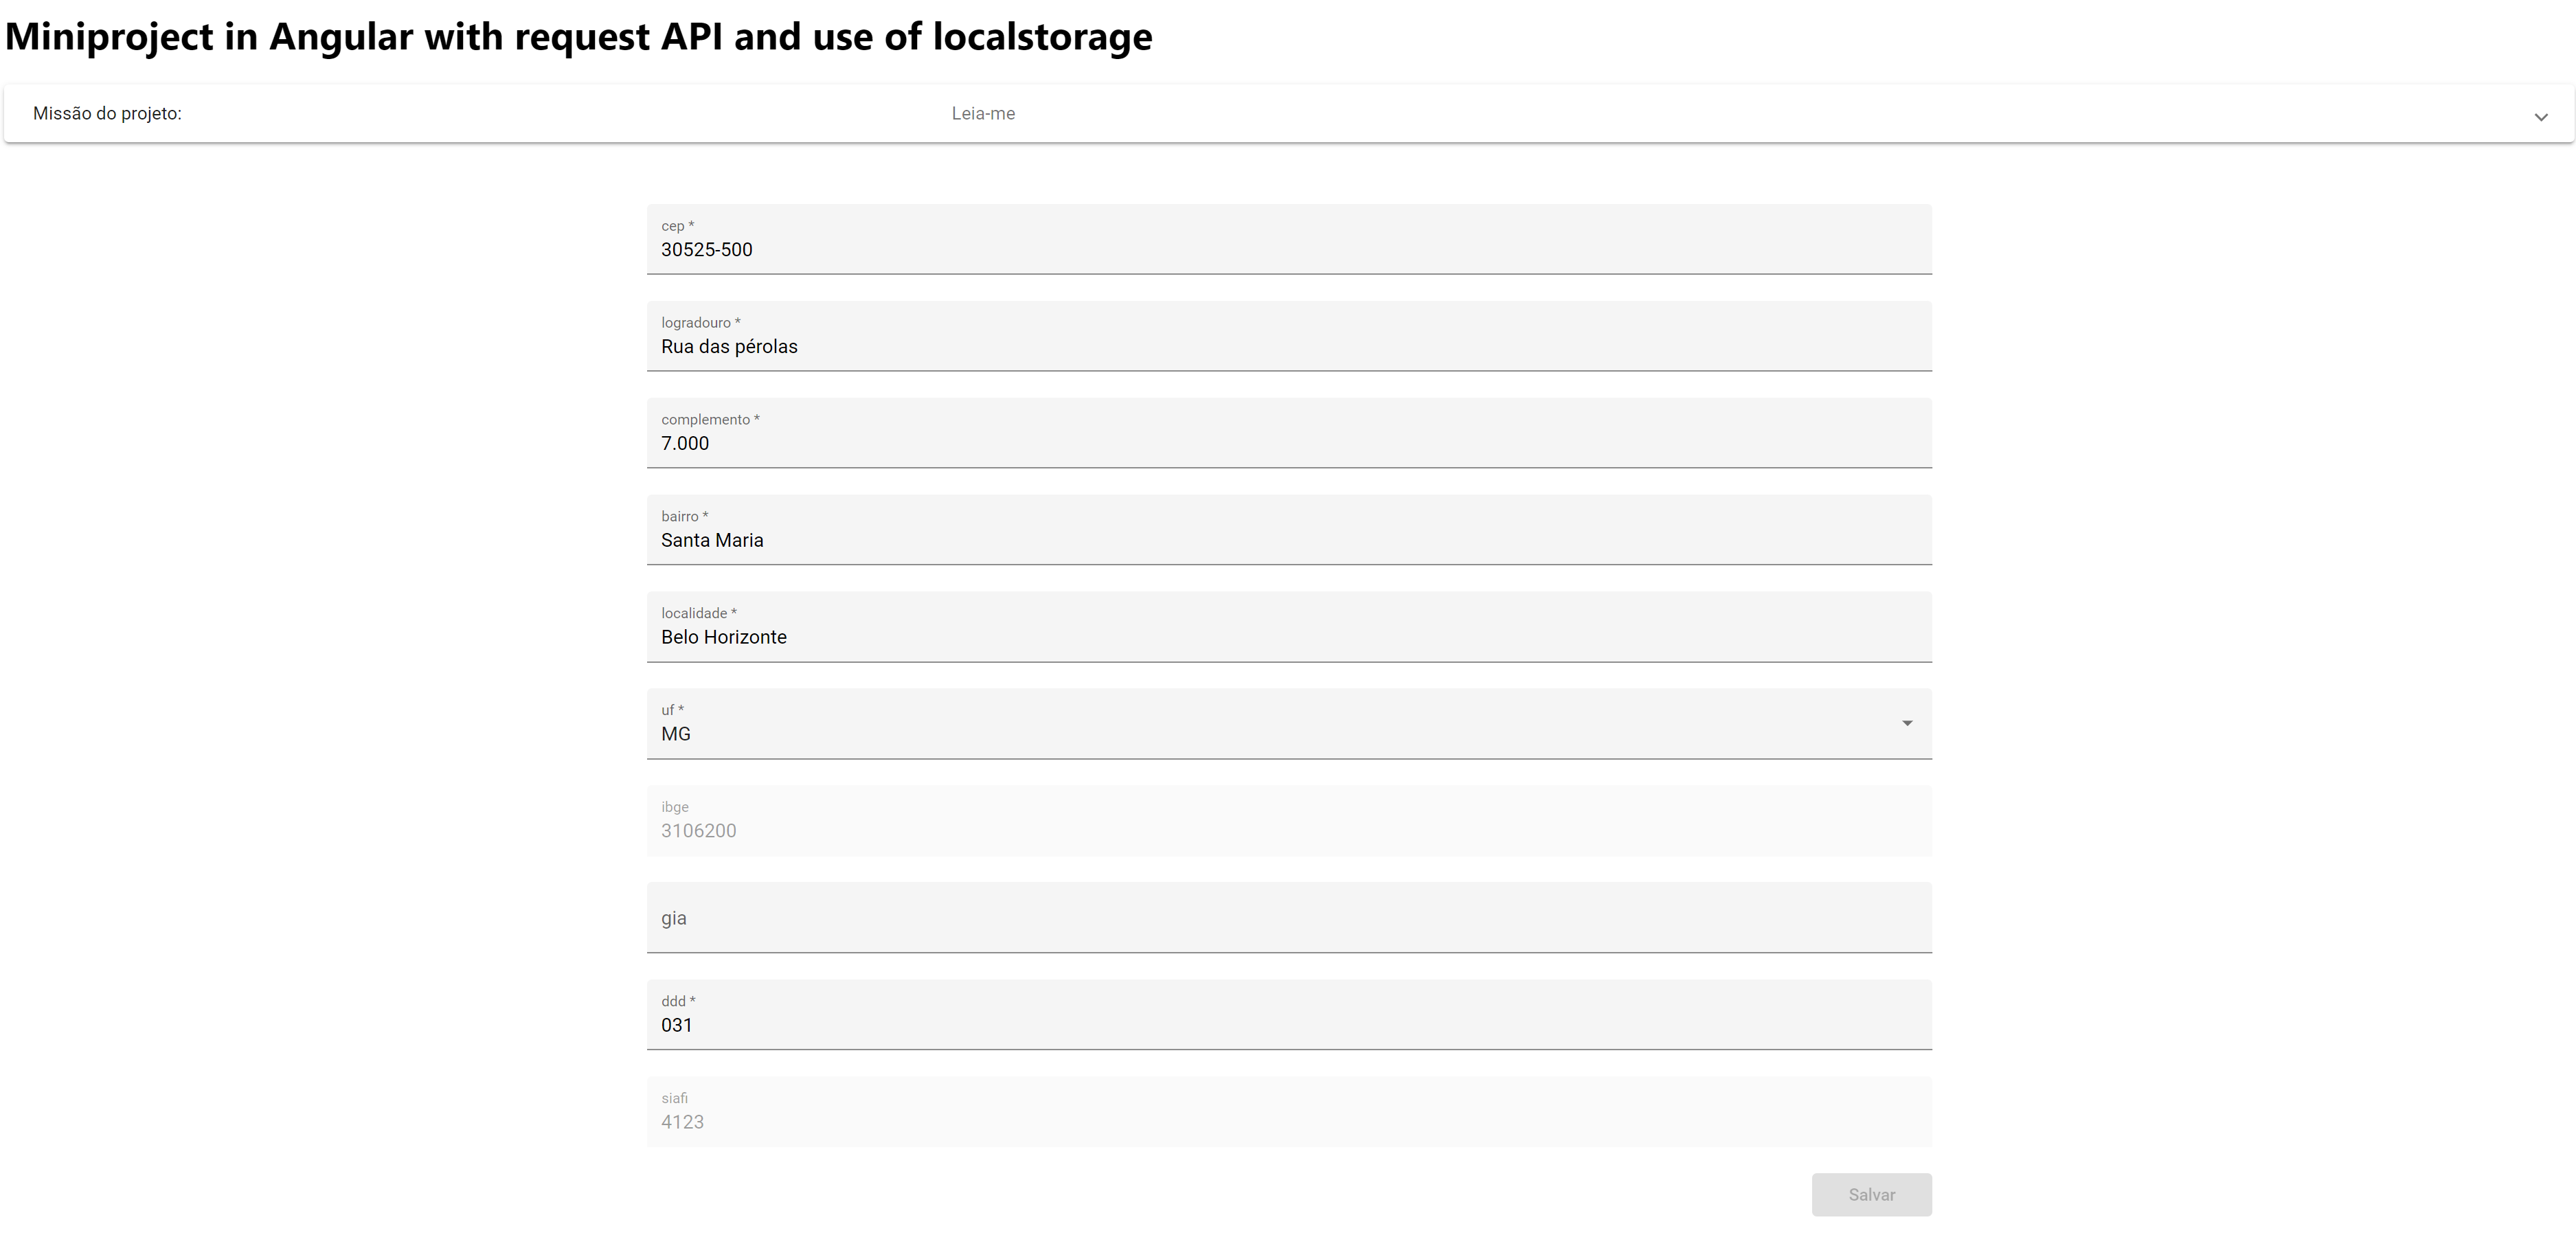 Miniproject in Angular with request API and use of localstorage
Missão do projeto: Leia-me
cep *
30525-500
logradouro *
Rua das pérolas
complemento *
7.000
bairro *
Santa Maria
localidade *
Belo Horizonte
uf *
MG
ibge
3106200
gia
ddd *
031
siafi
4123
Salvar